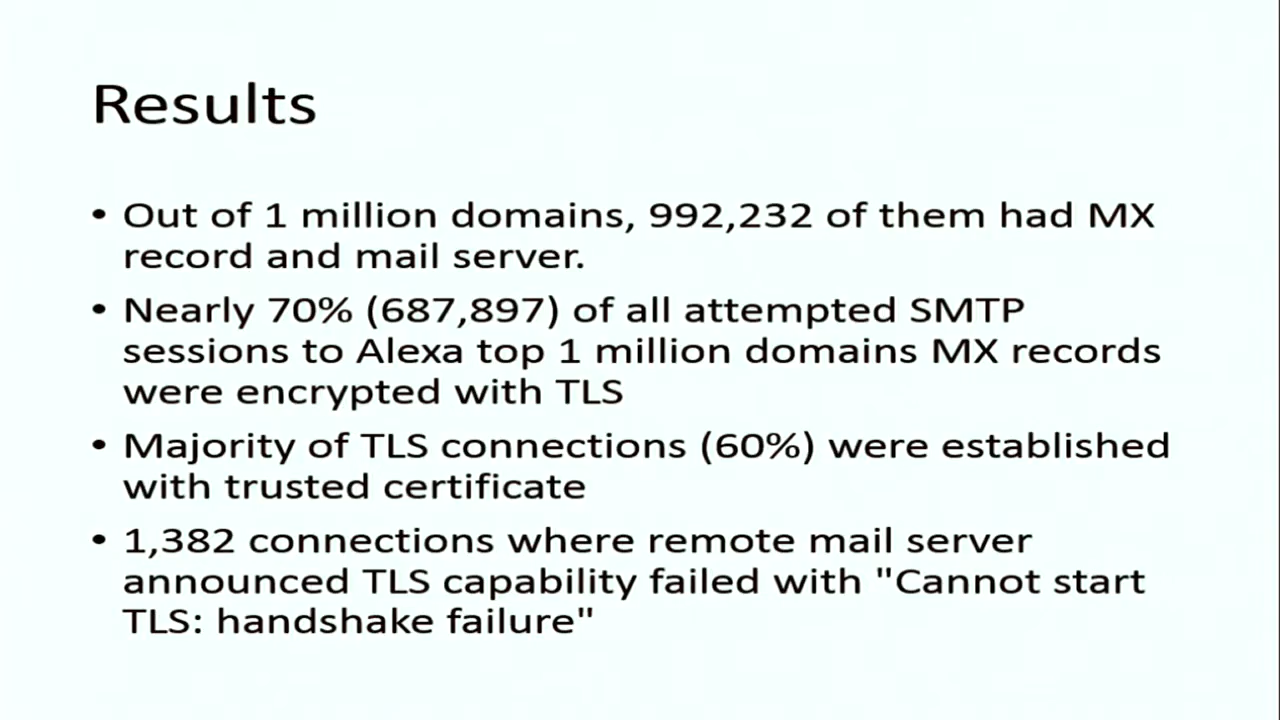 Results
• Out of 1 million domains, 992,232 of them had MX
record and mail server.
• Nearly 70% (687,897) of all attempted SMTP
sessions to Alexa top 1 million domains MX records
were encrypted with TLS
• Majority of TLS connections (60%) were established
with trusted certificate
• 1,382 connections where remote mail server
announced TLS capability failed with "Cannot start
TLS: handshake failure"